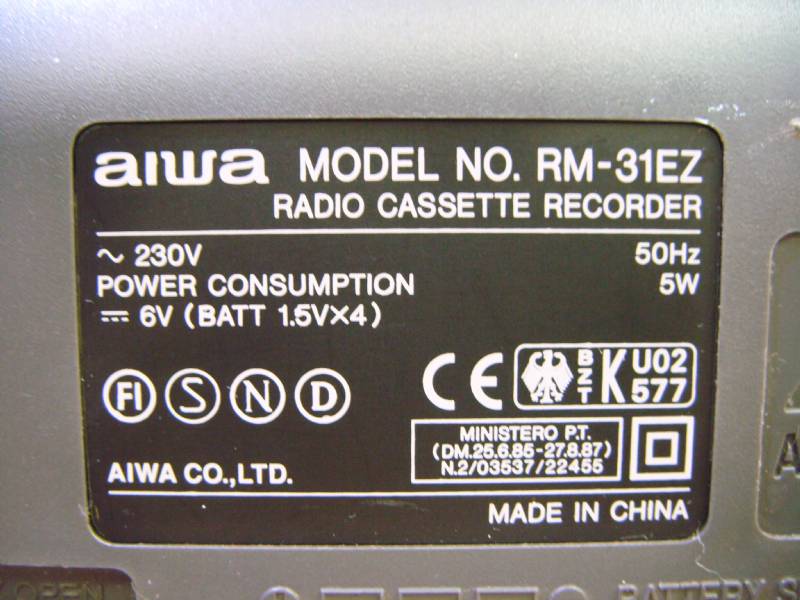 aiwa MODEL NO. RM-31EZ
RADIO CASSETTE RECORDER
~ 230V 50Hz
POWER CONSUMPTION 5W
⎓ 6V (BATT 1.5V×4)
FI S N D
CE BZT K U02 577
MINISTERO P.T.
(DM.25.6.85-27.8.87)
N.2/03537/22455
AIWA CO.,LTD.
MADE IN CHINA
OPEN
BATTERY